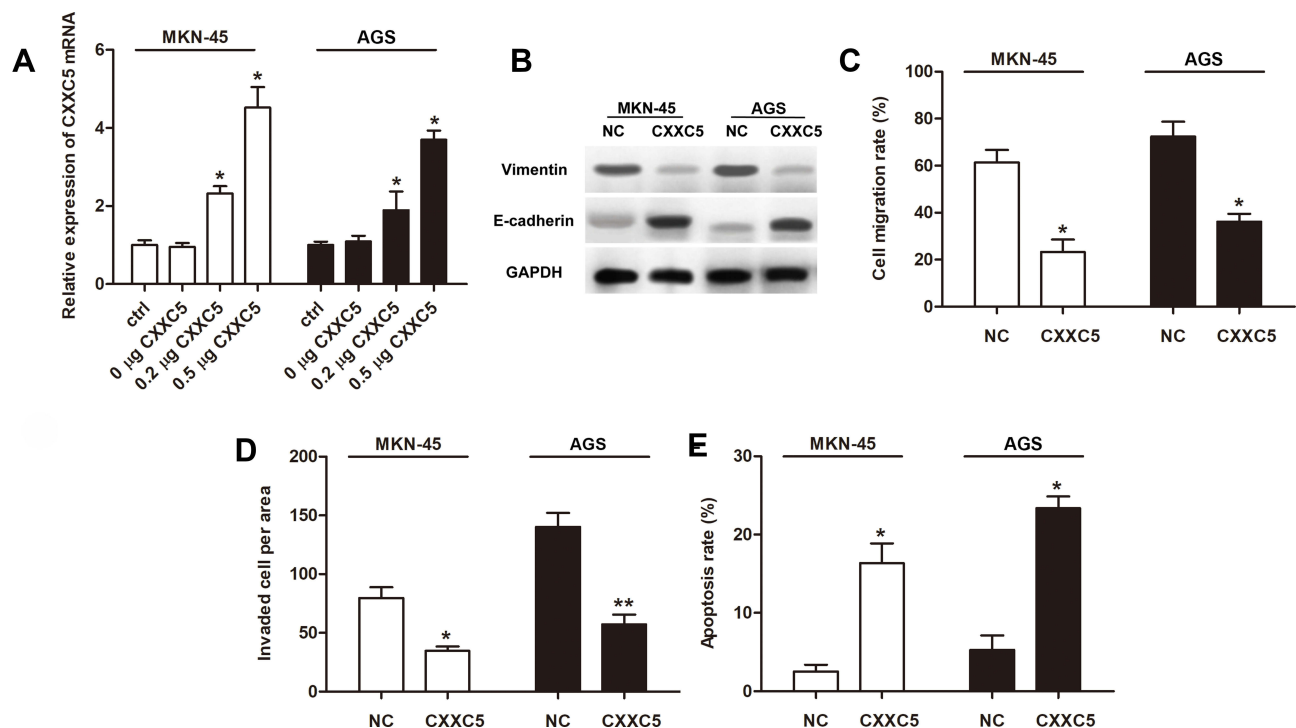 A
MKN-45 AGS
Relative expression of CXXC5 mRNA
6
4
2
0
ctrl
0 µg CXXC5
0.2 µg CXXC5
0.5 µg CXXC5
ctrl
0 µg CXXC5
0.2 µg CXXC5
0.5 µg CXXC5
* * * *
B
MKN-45 AGS
NC CXXC5 NC CXXC5
Vimentin
E-cadherin
GAPDH
C
MKN-45 AGS
Cell migration rate (%)
100
80
60
40
20
0
* *
NC CXXC5 NC CXXC5
D
MKN-45 AGS
Invaded cell per area
200
150
100
50
0
* **
NC CXXC5 NC CXXC5
E
MKN-45 AGS
Apoptosis rate (%)
30
20
10
0
* *
NC CXXC5 NC CXXC5